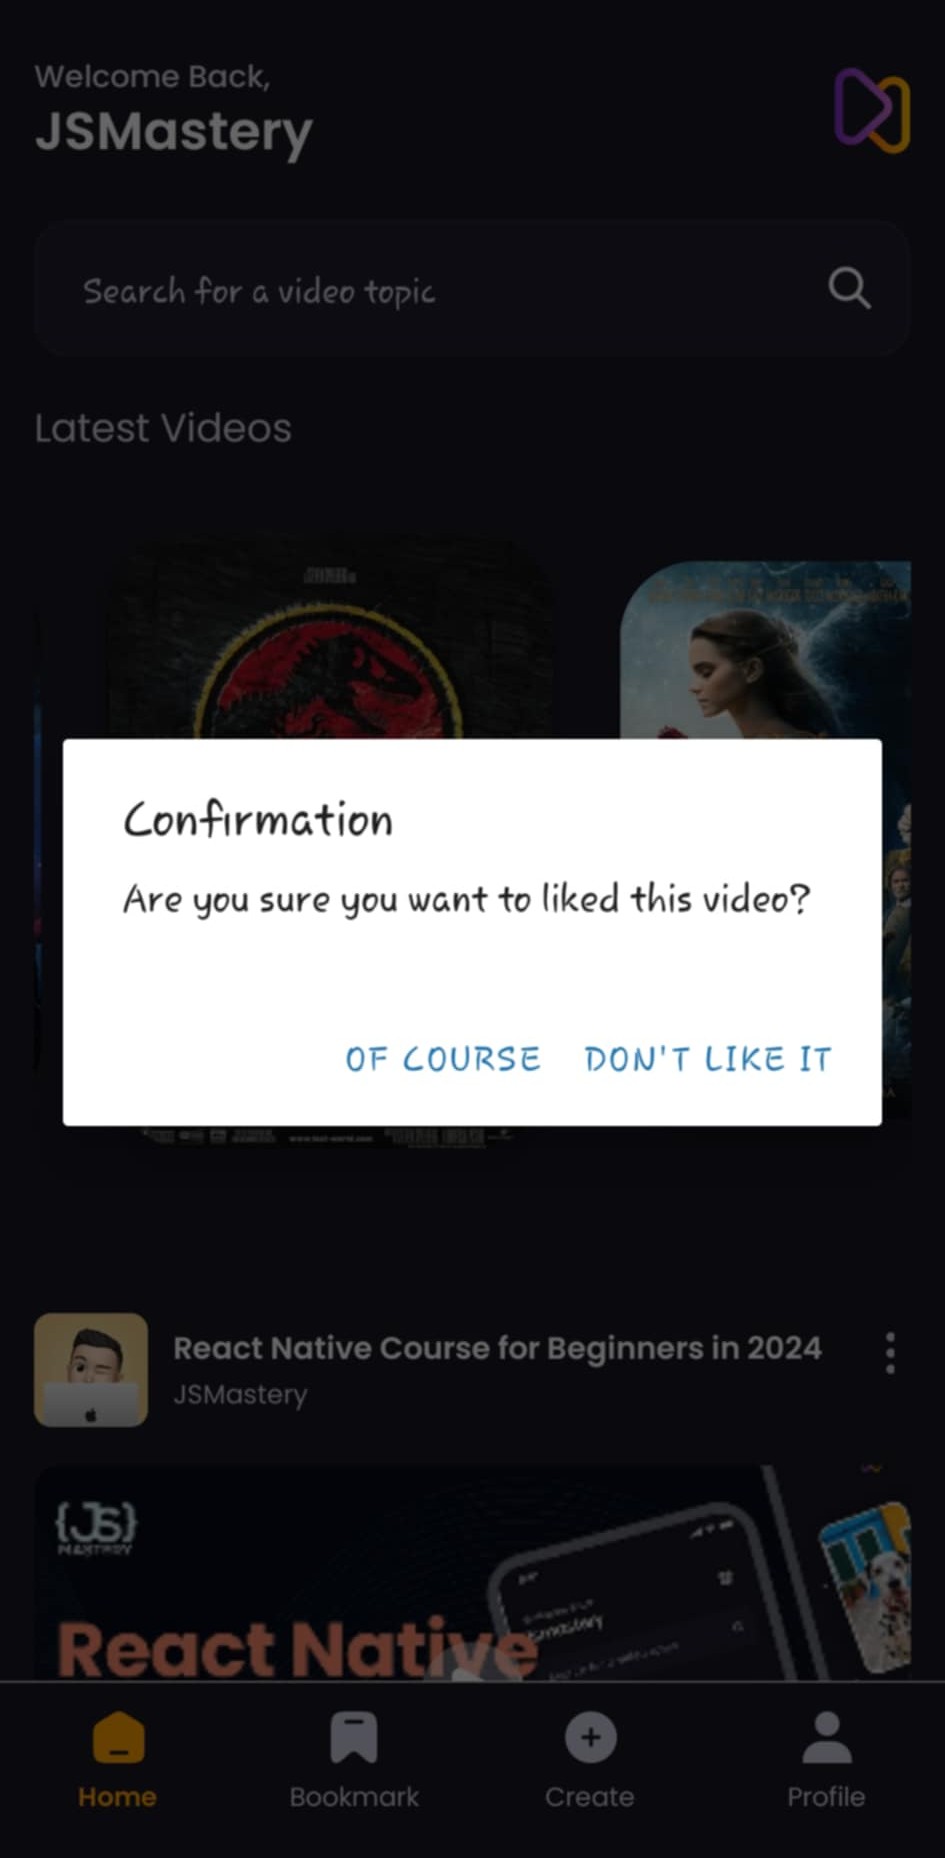 Welcome Back,
JSMastery
Search for a video topic
Latest Videos
Confirmation
Are you sure you want to liked this video?
OF COURSE DON'T LIKE IT
React Native Course for Beginners in 2024
JSMastery
{JS}
MASTERY
jsmastery
React Native
Home Bookmark Create Profile